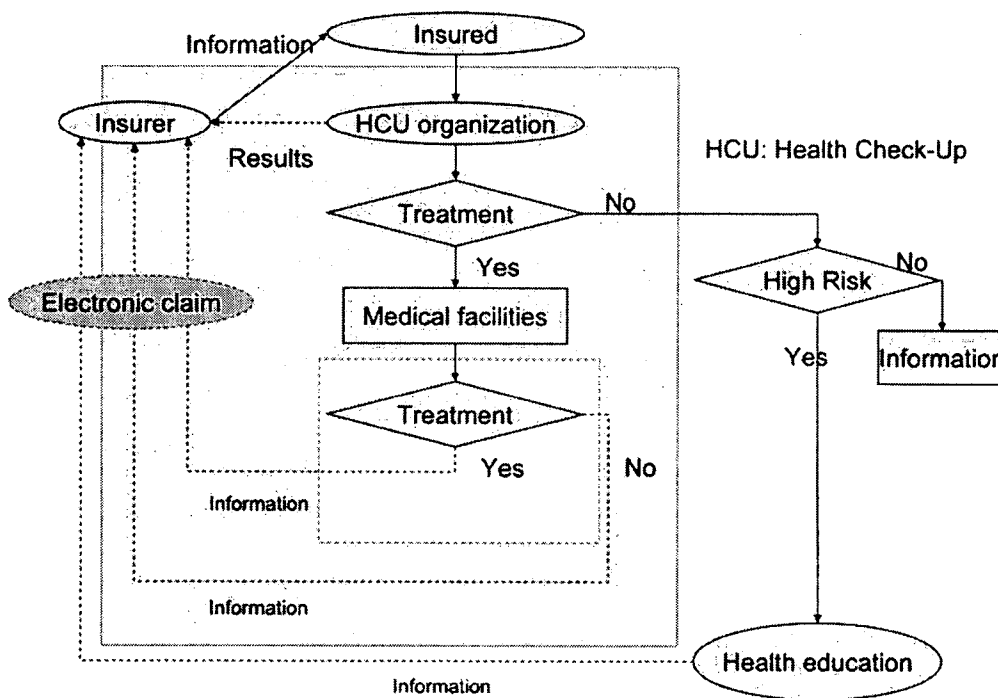 Insured
Information
Insurer
HCU organization
Results
HCU: Health Check-Up
Treatment
No
Yes
High Risk
No
Electronic claim
Medical facilities
Yes
Information
Treatment
Yes
No
Information
Information
Health education
Information